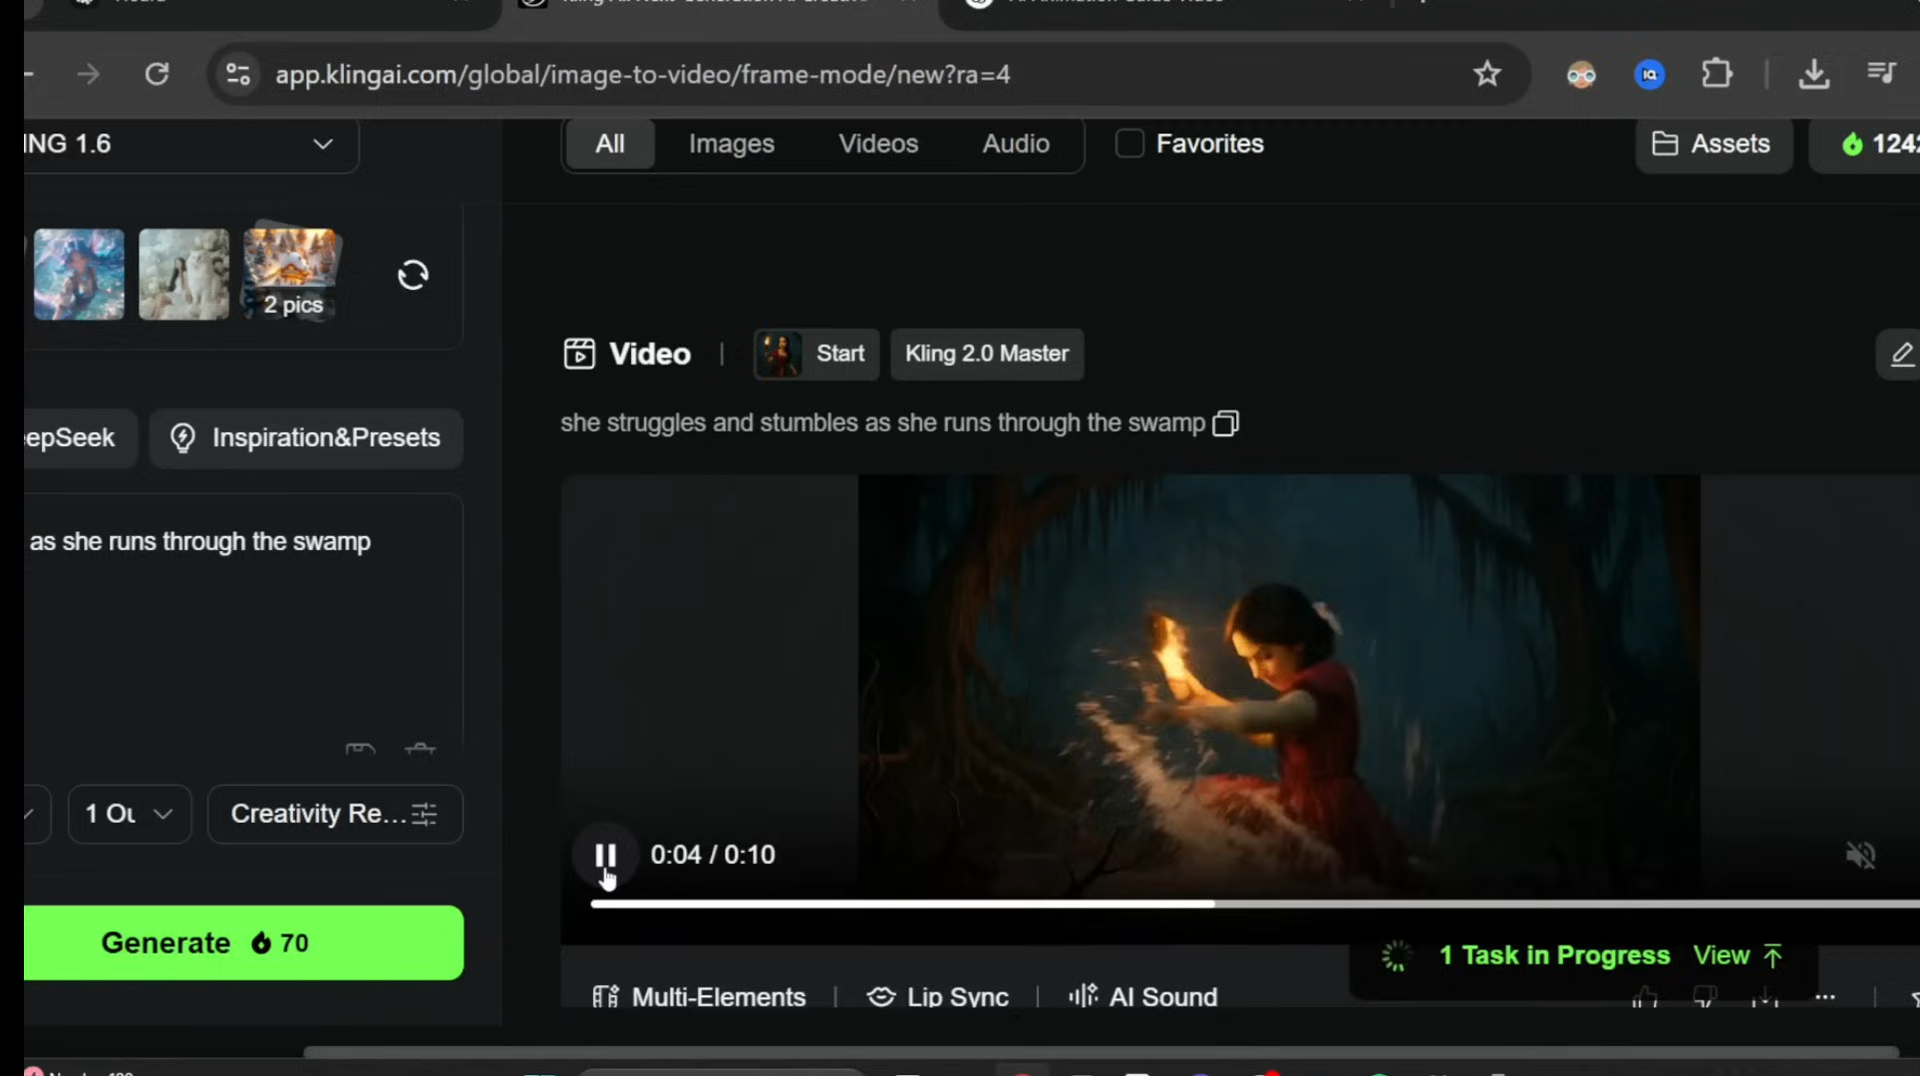 app.klingai.com/global/image-to-video/frame-mode/new?ra=4
ING 1.6
All
Images
Videos
Audio
Favorites
Assets
1242
2 pics
Video
Start
Kling 2.0 Master
she struggles and stumbles as she runs through the swamp
epSeek
Inspiration&Presets
as she runs through the swamp
1 Ou
Creativity Re...
0:04 / 0:10
Generate
70
1 Task in Progress
View
Multi-Elements
Lip Sync
AI Sound